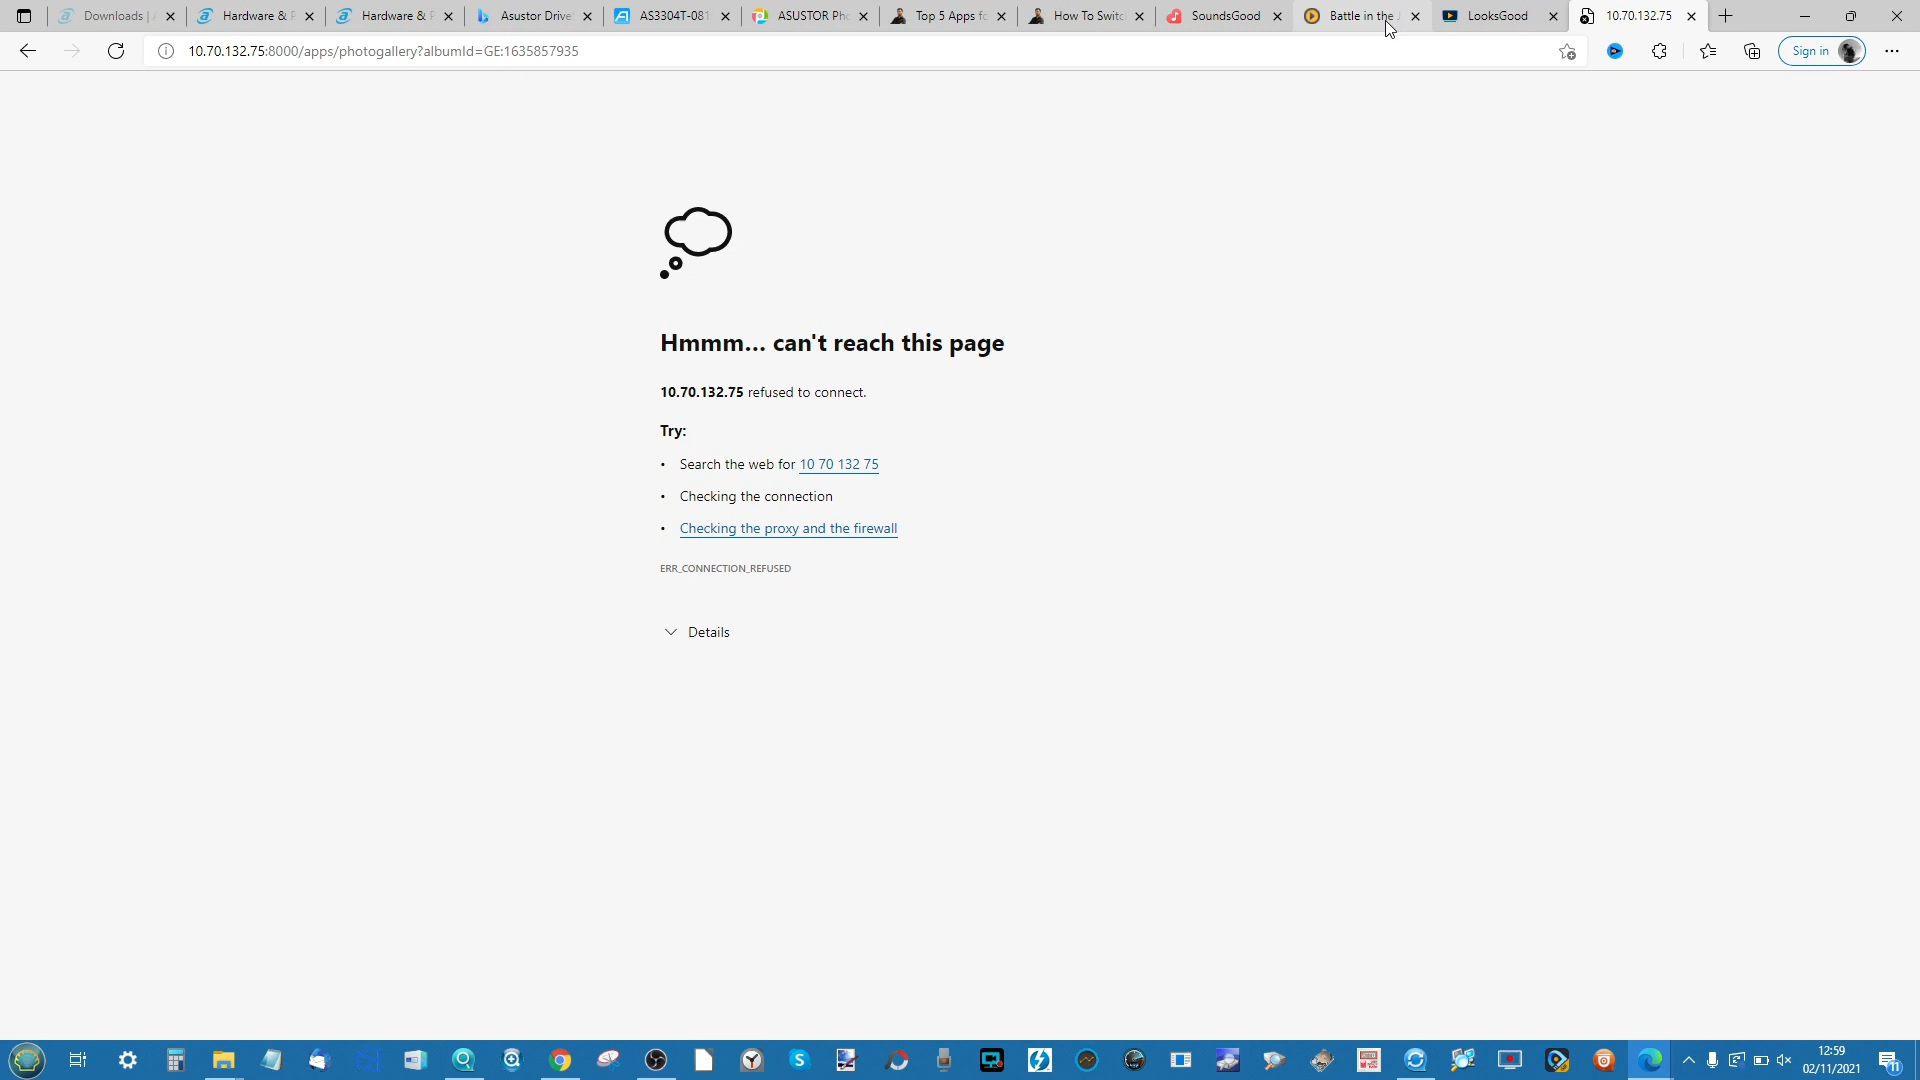 Downloads |
Hardware & F
Hardware & F
Asustor Drive
AS3304T-081
ASUSTOR Pho
Top 5 Apps fo
How To Switc
SoundsGood
Battle in the
LooksGood
10.70.132.75
10.70.132.75:8000/apps/photogallery?albumId=GE:1635857935
Sign in
Hmmm... can't reach this page
10.70.132.75 refused to connect.
Try:
• Search the web for 10 70 132 75
• Checking the connection
• Checking the proxy and the firewall
ERR_CONNECTION_REFUSED
Details
12:59
02/11/2021
11